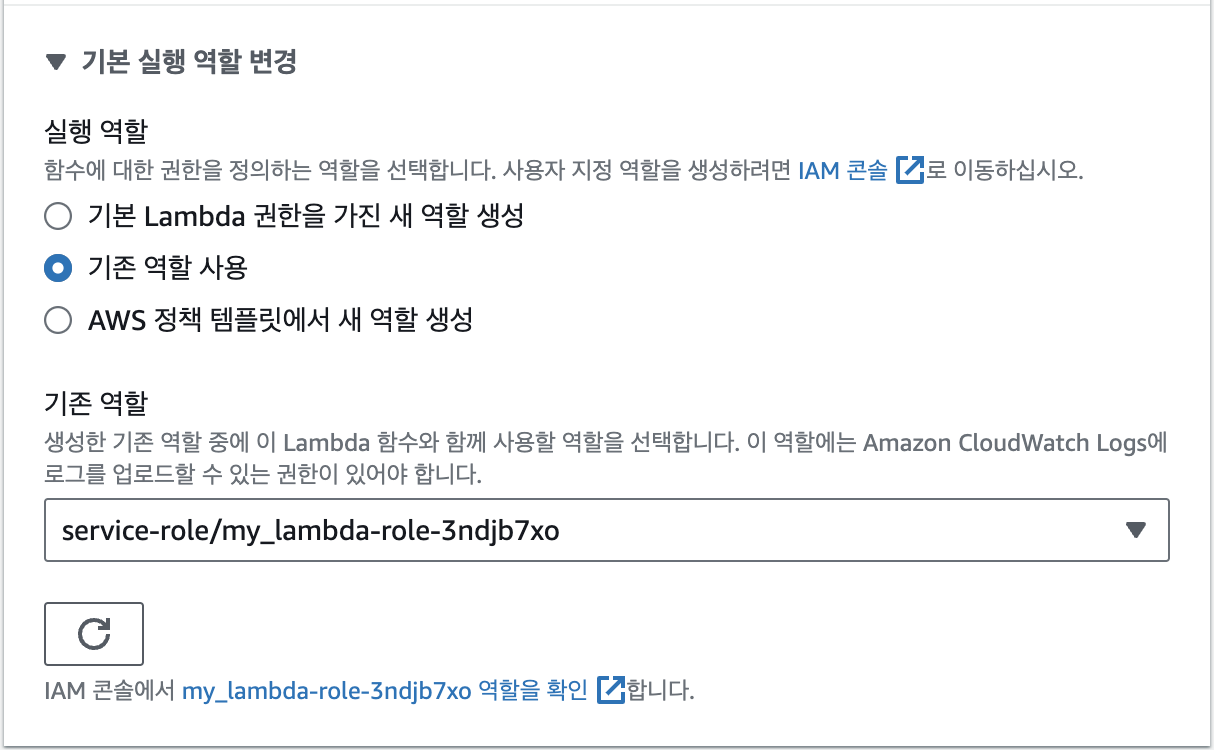 기본 실행 역할 변경
실행 역할
함수에 대한 권한을 정의하는 역할을 선택합니다. 사용자 지정 역할을 생성하려면 IAM 콘솔 로 이동하십시오.
기본 Lambda 권한을 가진 새 역할 생성
기존 역할 사용
AWS 정책 템플릿에서 새 역할 생성
기존 역할
생성한 기존 역할 중에 이 Lambda 함수와 함께 사용할 역할을 선택합니다. 이 역할에는 Amazon CloudWatch Logs에
로그를 업로드할 수 있는 권한이 있어야 합니다.
service-role/my_lambda-role-3ndjb7xo
IAM 콘솔에서 my_lambda-role-3ndjb7xo 역할을 확인 합니다.